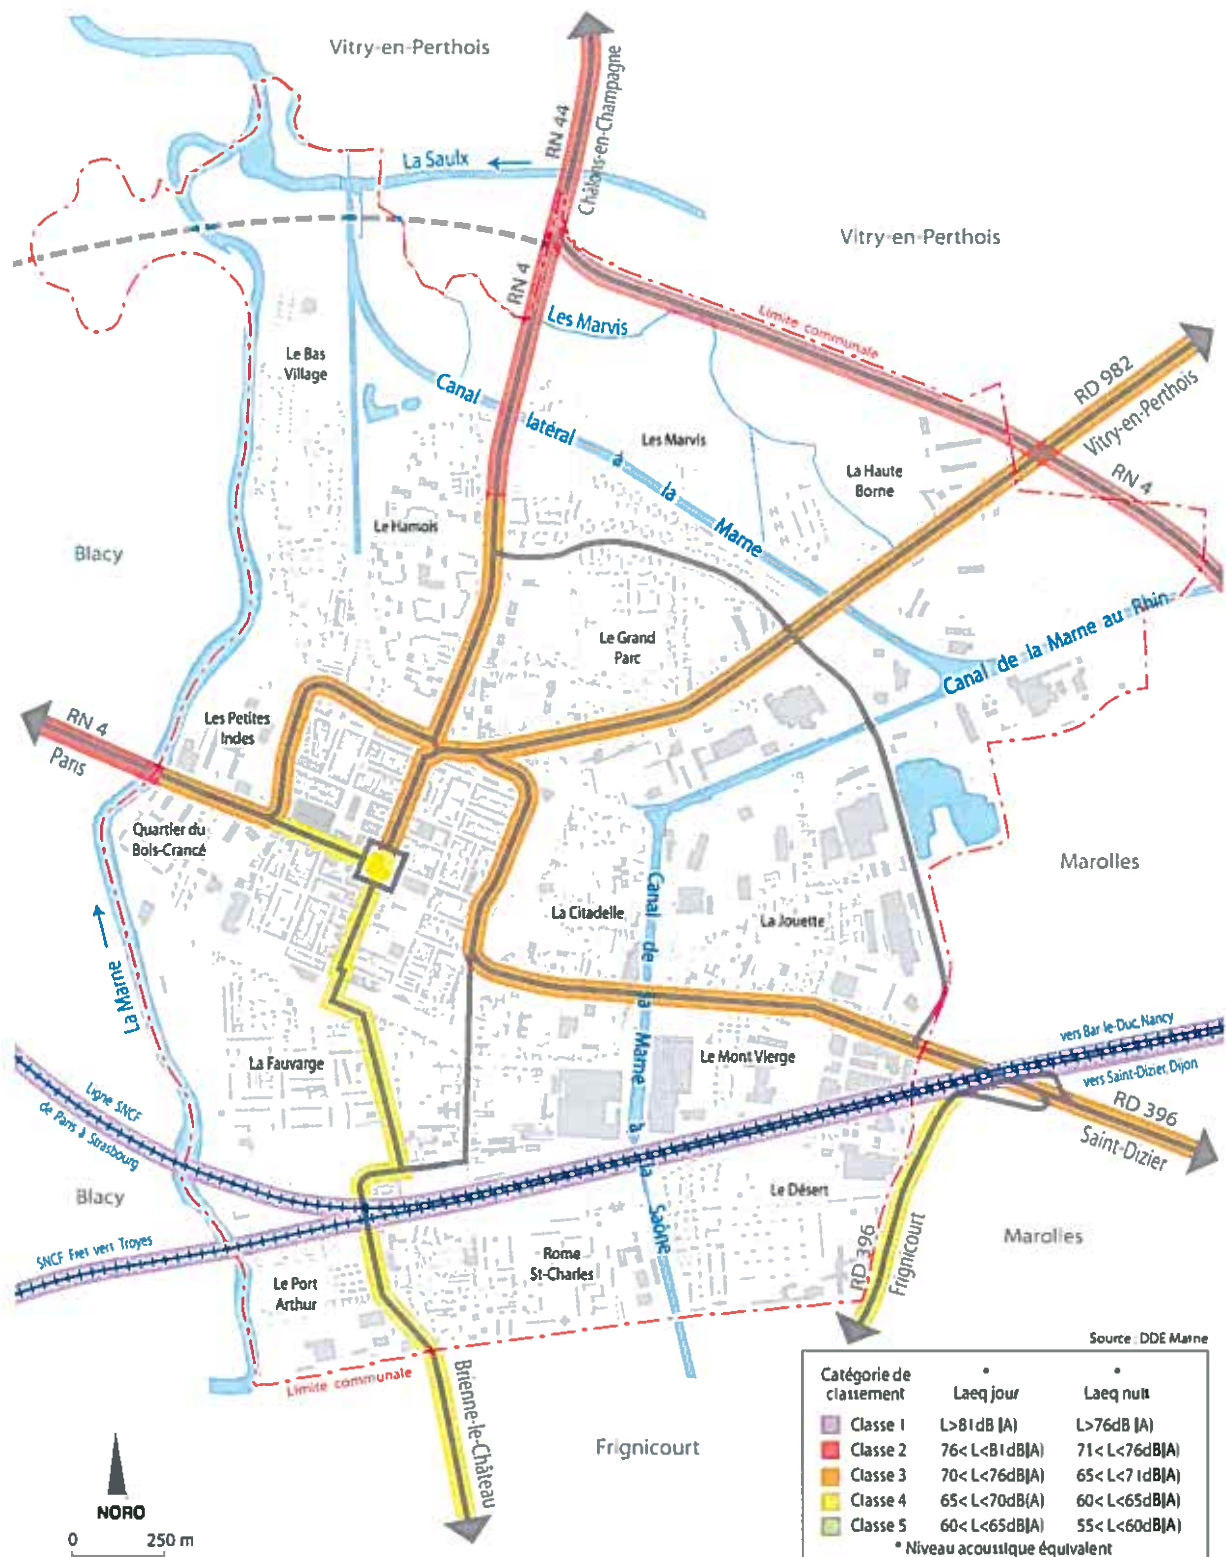 Vitry-en-Perthois
RN 44
Châlons-en-Champagne
La Saulx
Vitry-en-Perthois
RN 4
Les Marvis
Limite communale
RD 982
Vitry-en-Perthois
Le Bas
Village
Canal latéral à la Marne
Les Marvis
La Haute
Borne
RN 4
Le Hamois
Blacy
Canal de la Marne au Rhin
Le Grand
Parc
RN 4
Paris
Les Petites
Indes
Quartier du
Bois-Crancé
Marolles
La Citadelle
La Jouette
Canal de la Marne à la Saône
La Marne
vers Bar-le-Duc, Nancy
Le Mont Vierge
La Fauvarge
vers Saint-Dizier, Dijon
Ligne SNCF
de Paris à Strasbourg
RD 396
Saint-Dizier
Blacy
Le Désert
SNCF Fret vers Troyes
Rome
St-Charles
RD 396
Frignicourt
Marolles
Le Port
Arthur
Limite communale
Brienne-le-Château
Frignicourt
Source : DDE Marne
Catégorie de
classement
* Laeq jour
* Laeq nuit
Classe 1 L>81dB|A) L>76dB|A)
Classe 2 76<L<81dB|A) 71<L<76dB|A)
Classe 3 70<L<76dB|A) 65<L<71dB|A)
Classe 4 65<L<70dB(A) 60<L<65dB|A)
Classe 5 60<L<65dB|A) 55<L<60dB|A)
* Niveau acoustique équivalent
NORD
0 250 m